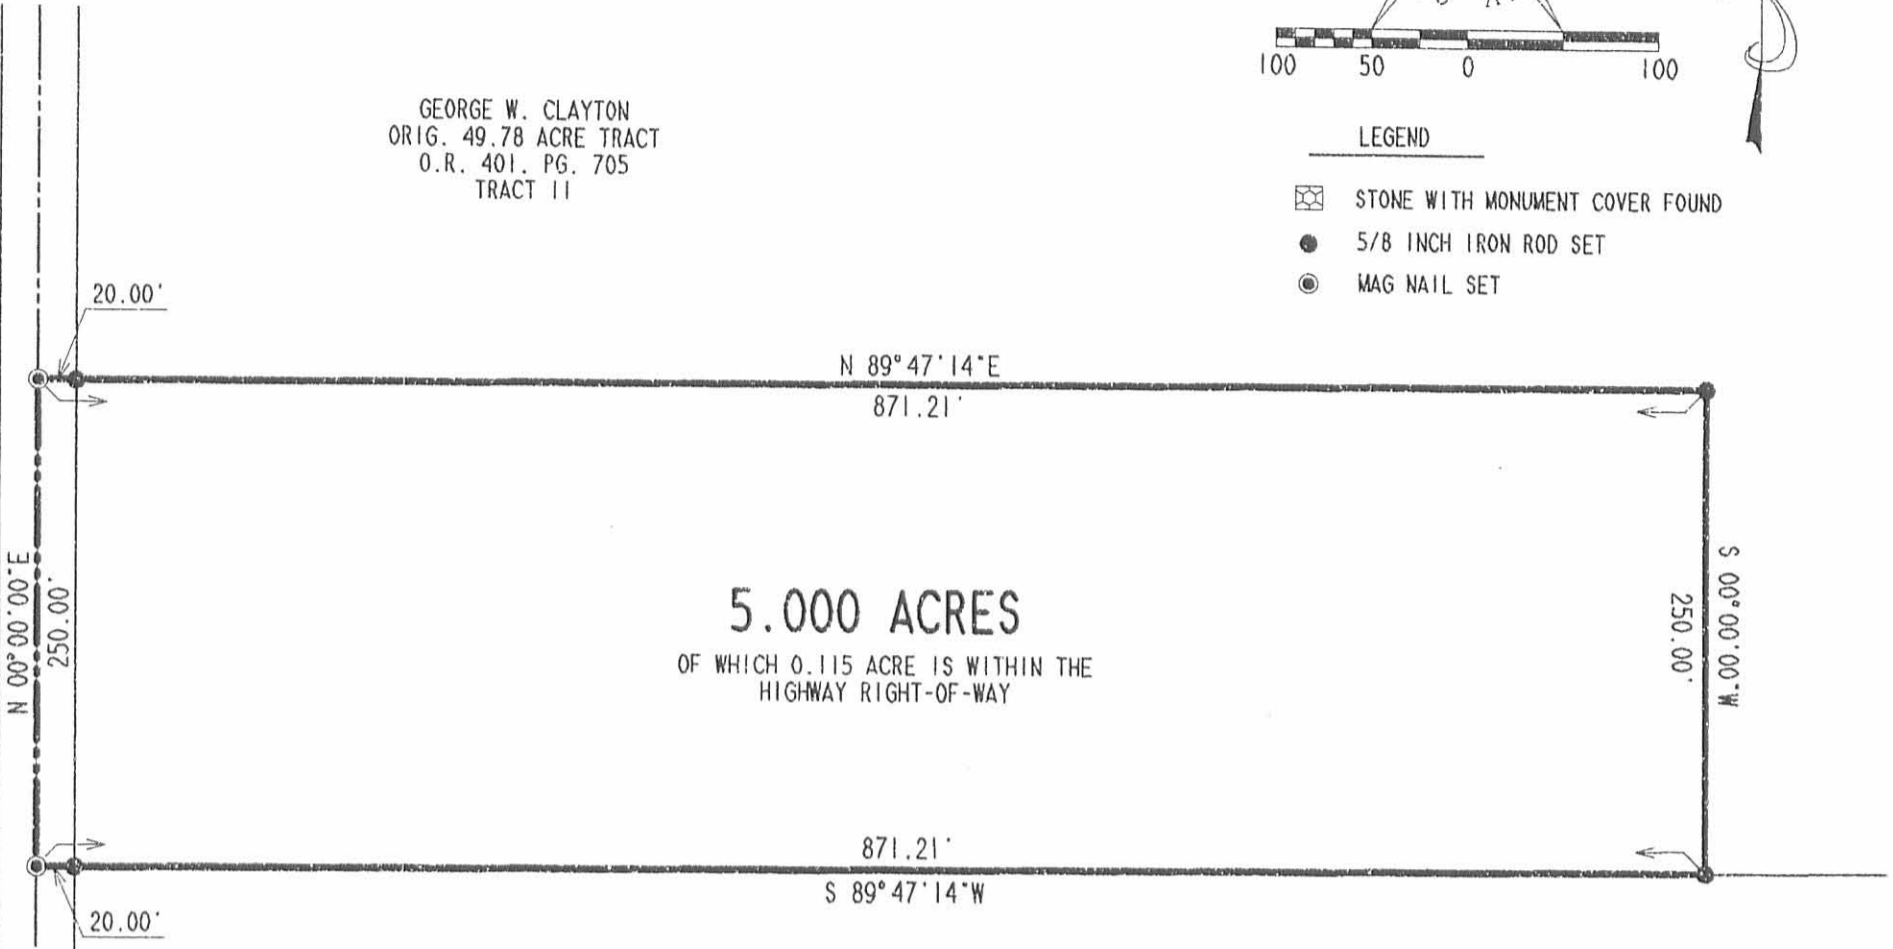 100 50 0 100
GEORGE W. CLAYTON
ORIG. 49.78 ACRE TRACT
O.R. 401. PG. 705
TRACT II
LEGEND
STONE WITH MONUMENT COVER FOUND
5/8 INCH IRON ROD SET
MAG NAIL SET
20.00'
N 89°47'14"E
871.21'
N 00°00'00"E
250.00'
5.000 ACRES
OF WHICH 0.115 ACRE IS WITHIN THE
HIGHWAY RIGHT-OF-WAY
250.00'
S 00°00'00"W
871.21'
S 89°47'14"W
20.00'